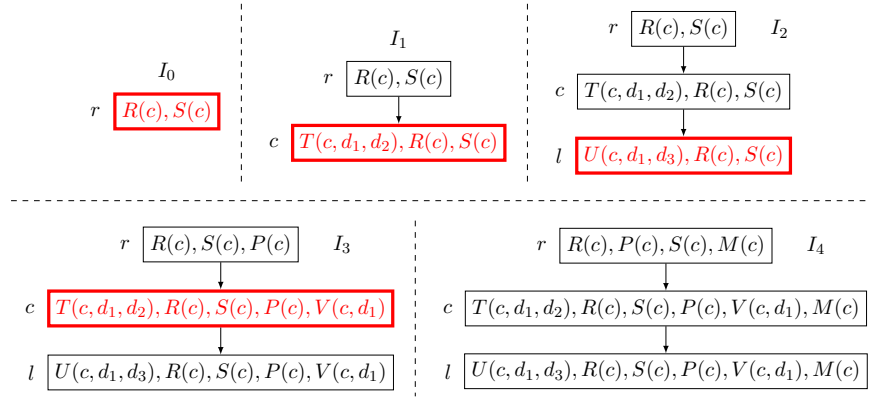 I₀
r R(c), S(c)
I₁
r R(c), S(c)
c T(c, d₁, d₂), R(c), S(c)
r R(c), S(c) I₂
c T(c, d₁, d₂), R(c), S(c)
l U(c, d₁, d₃), R(c), S(c)
r R(c), S(c), P(c) I₃
c T(c, d₁, d₂), R(c), S(c), P(c), V(c, d₁)
l U(c, d₁, d₃), R(c), S(c), P(c), V(c, d₁)
r R(c), P(c), S(c), M(c) I₄
c T(c, d₁, d₂), R(c), S(c), P(c), V(c, d₁), M(c)
l U(c, d₁, d₃), R(c), S(c), P(c), V(c, d₁), M(c)